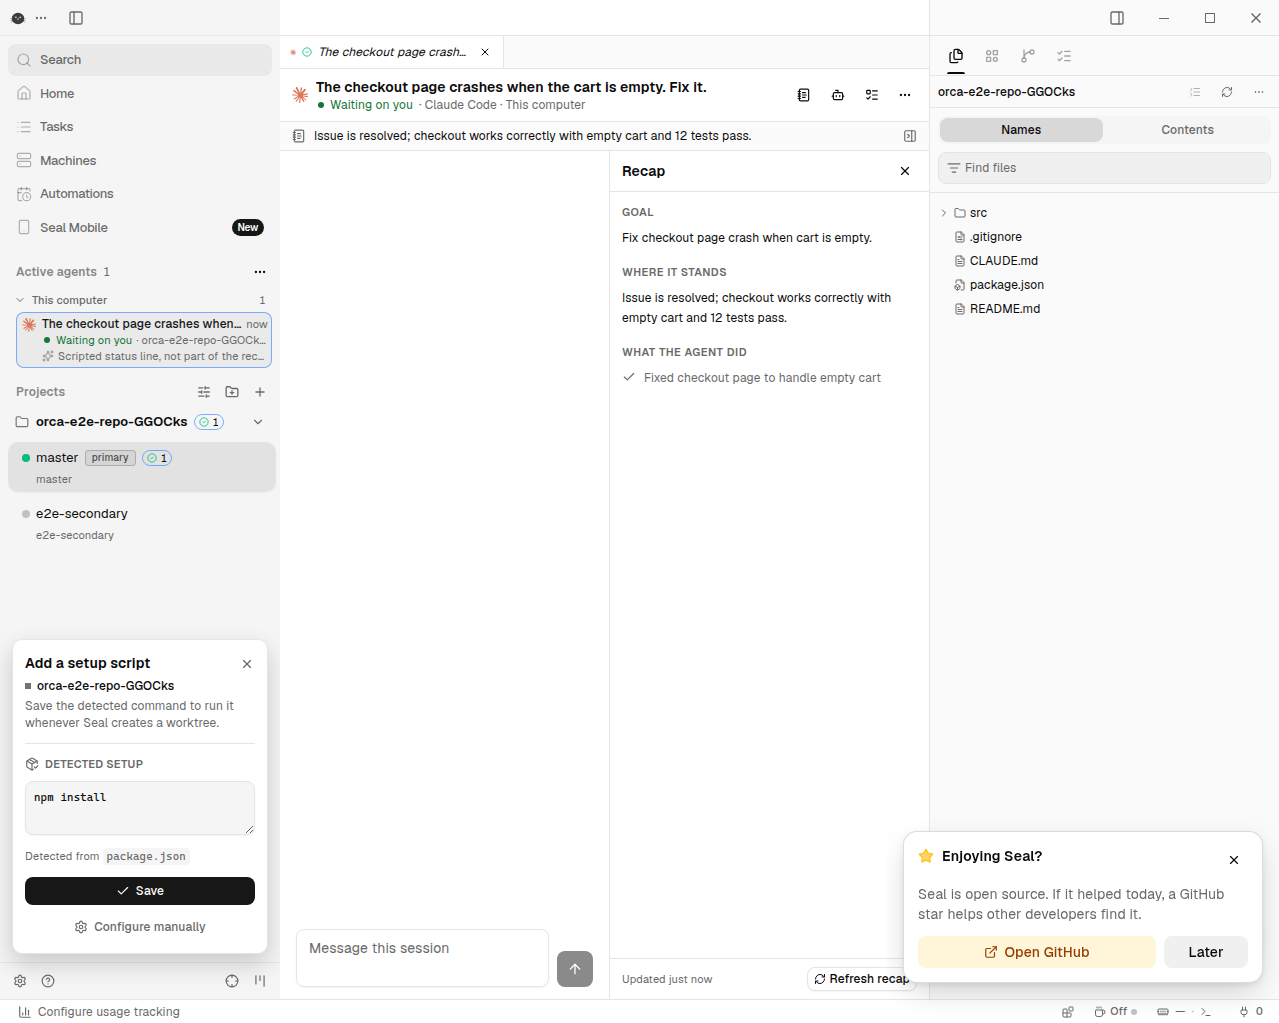 Search
Home
Tasks
Machines
Automations
Seal Mobile
New
Active agents 1
This computer
1
The checkout page crashes when... now
Waiting on you · orca-e2e-repo-GGOCk...
Scripted status line, not part of the rec...
Projects
orca-e2e-repo-GGOCks
1
master
primary
1
master
e2e-secondary
e2e-secondary
Add a setup script
orca-e2e-repo-GGOCks
Save the detected command to run it
whenever Seal creates a worktree.
DETECTED SETUP
npm install
Detected from package.json
Save
Configure manually
Configure usage tracking
The checkout page crash...
The checkout page crashes when the cart is empty. Fix it.
Waiting on you · Claude Code · This computer
Issue is resolved; checkout works correctly with empty cart and 12 tests pass.
Message this session
Recap
GOAL
Fix checkout page crash when cart is empty.
WHERE IT STANDS
Issue is resolved; checkout works correctly with
empty cart and 12 tests pass.
WHAT THE AGENT DID
Fixed checkout page to handle empty cart
Updated just now
Refresh recap
orca-e2e-repo-GGOCks
Names
Contents
Find files
src
.gitignore
CLAUDE.md
package.json
README.md
Enjoying Seal?
Seal is open source. If it helped today, a GitHub
star helps other developers find it.
Open GitHub
Later
Off
— ·
0